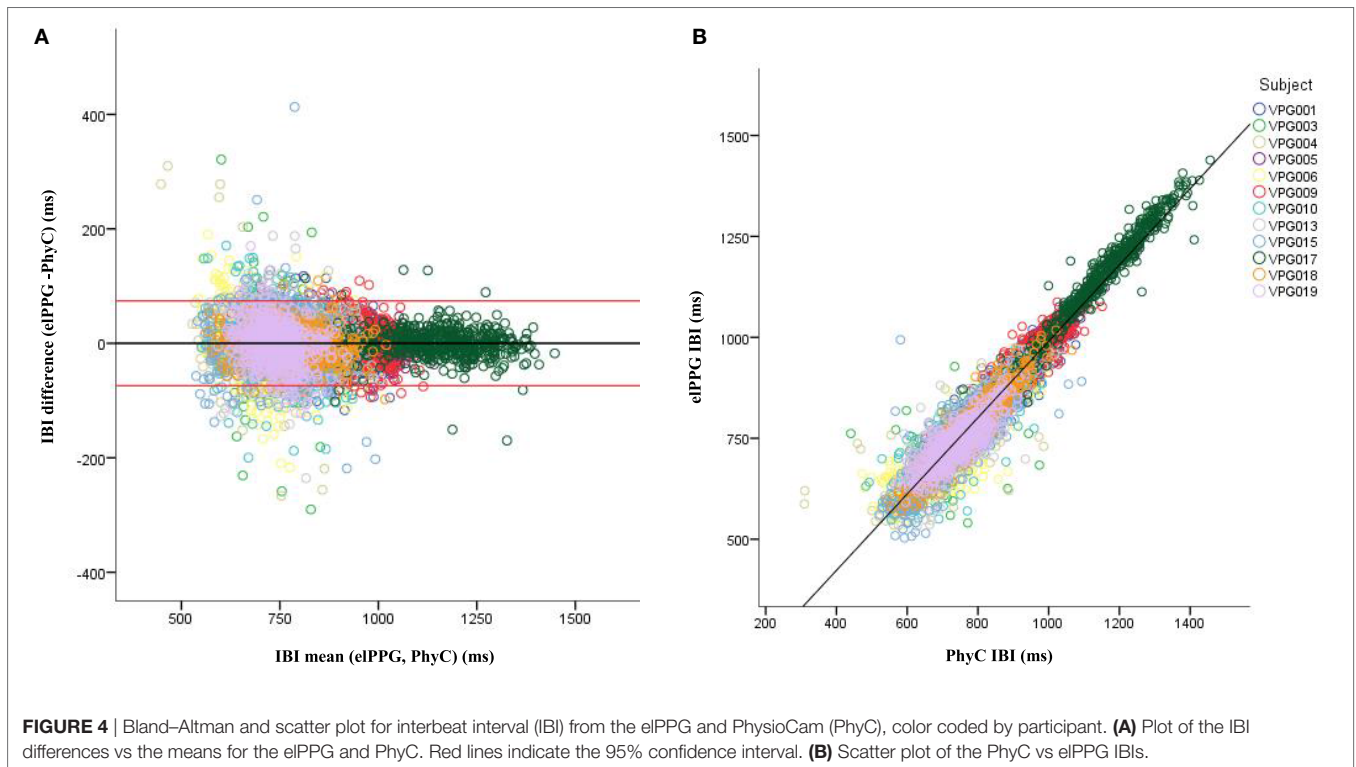 A
400
200
0
-200
-400
500
750
1000
1250
1500
IBI difference (elPPG -PhyC) (ms)
IBI mean (elPPG, PhyC) (ms)
B
1500
1250
1000
750
500
200
400
600
800
1000
1200
1400
elPPG IBI (ms)
PhyC IBI (ms)
Subject
VPG001
VPG003
VPG004
VPG005
VPG006
VPG009
VPG010
VPG013
VPG015
VPG017
VPG018
VPG019
FIGURE 4 | Bland–Altman and scatter plot for interbeat interval (IBI) from the elPPG and PhysioCam (PhyC), color coded by participant. (A) Plot of the IBI
differences vs the means for the elPPG and PhyC. Red lines indicate the 95% confidence interval. (B) Scatter plot of the PhyC vs elPPG IBIs.